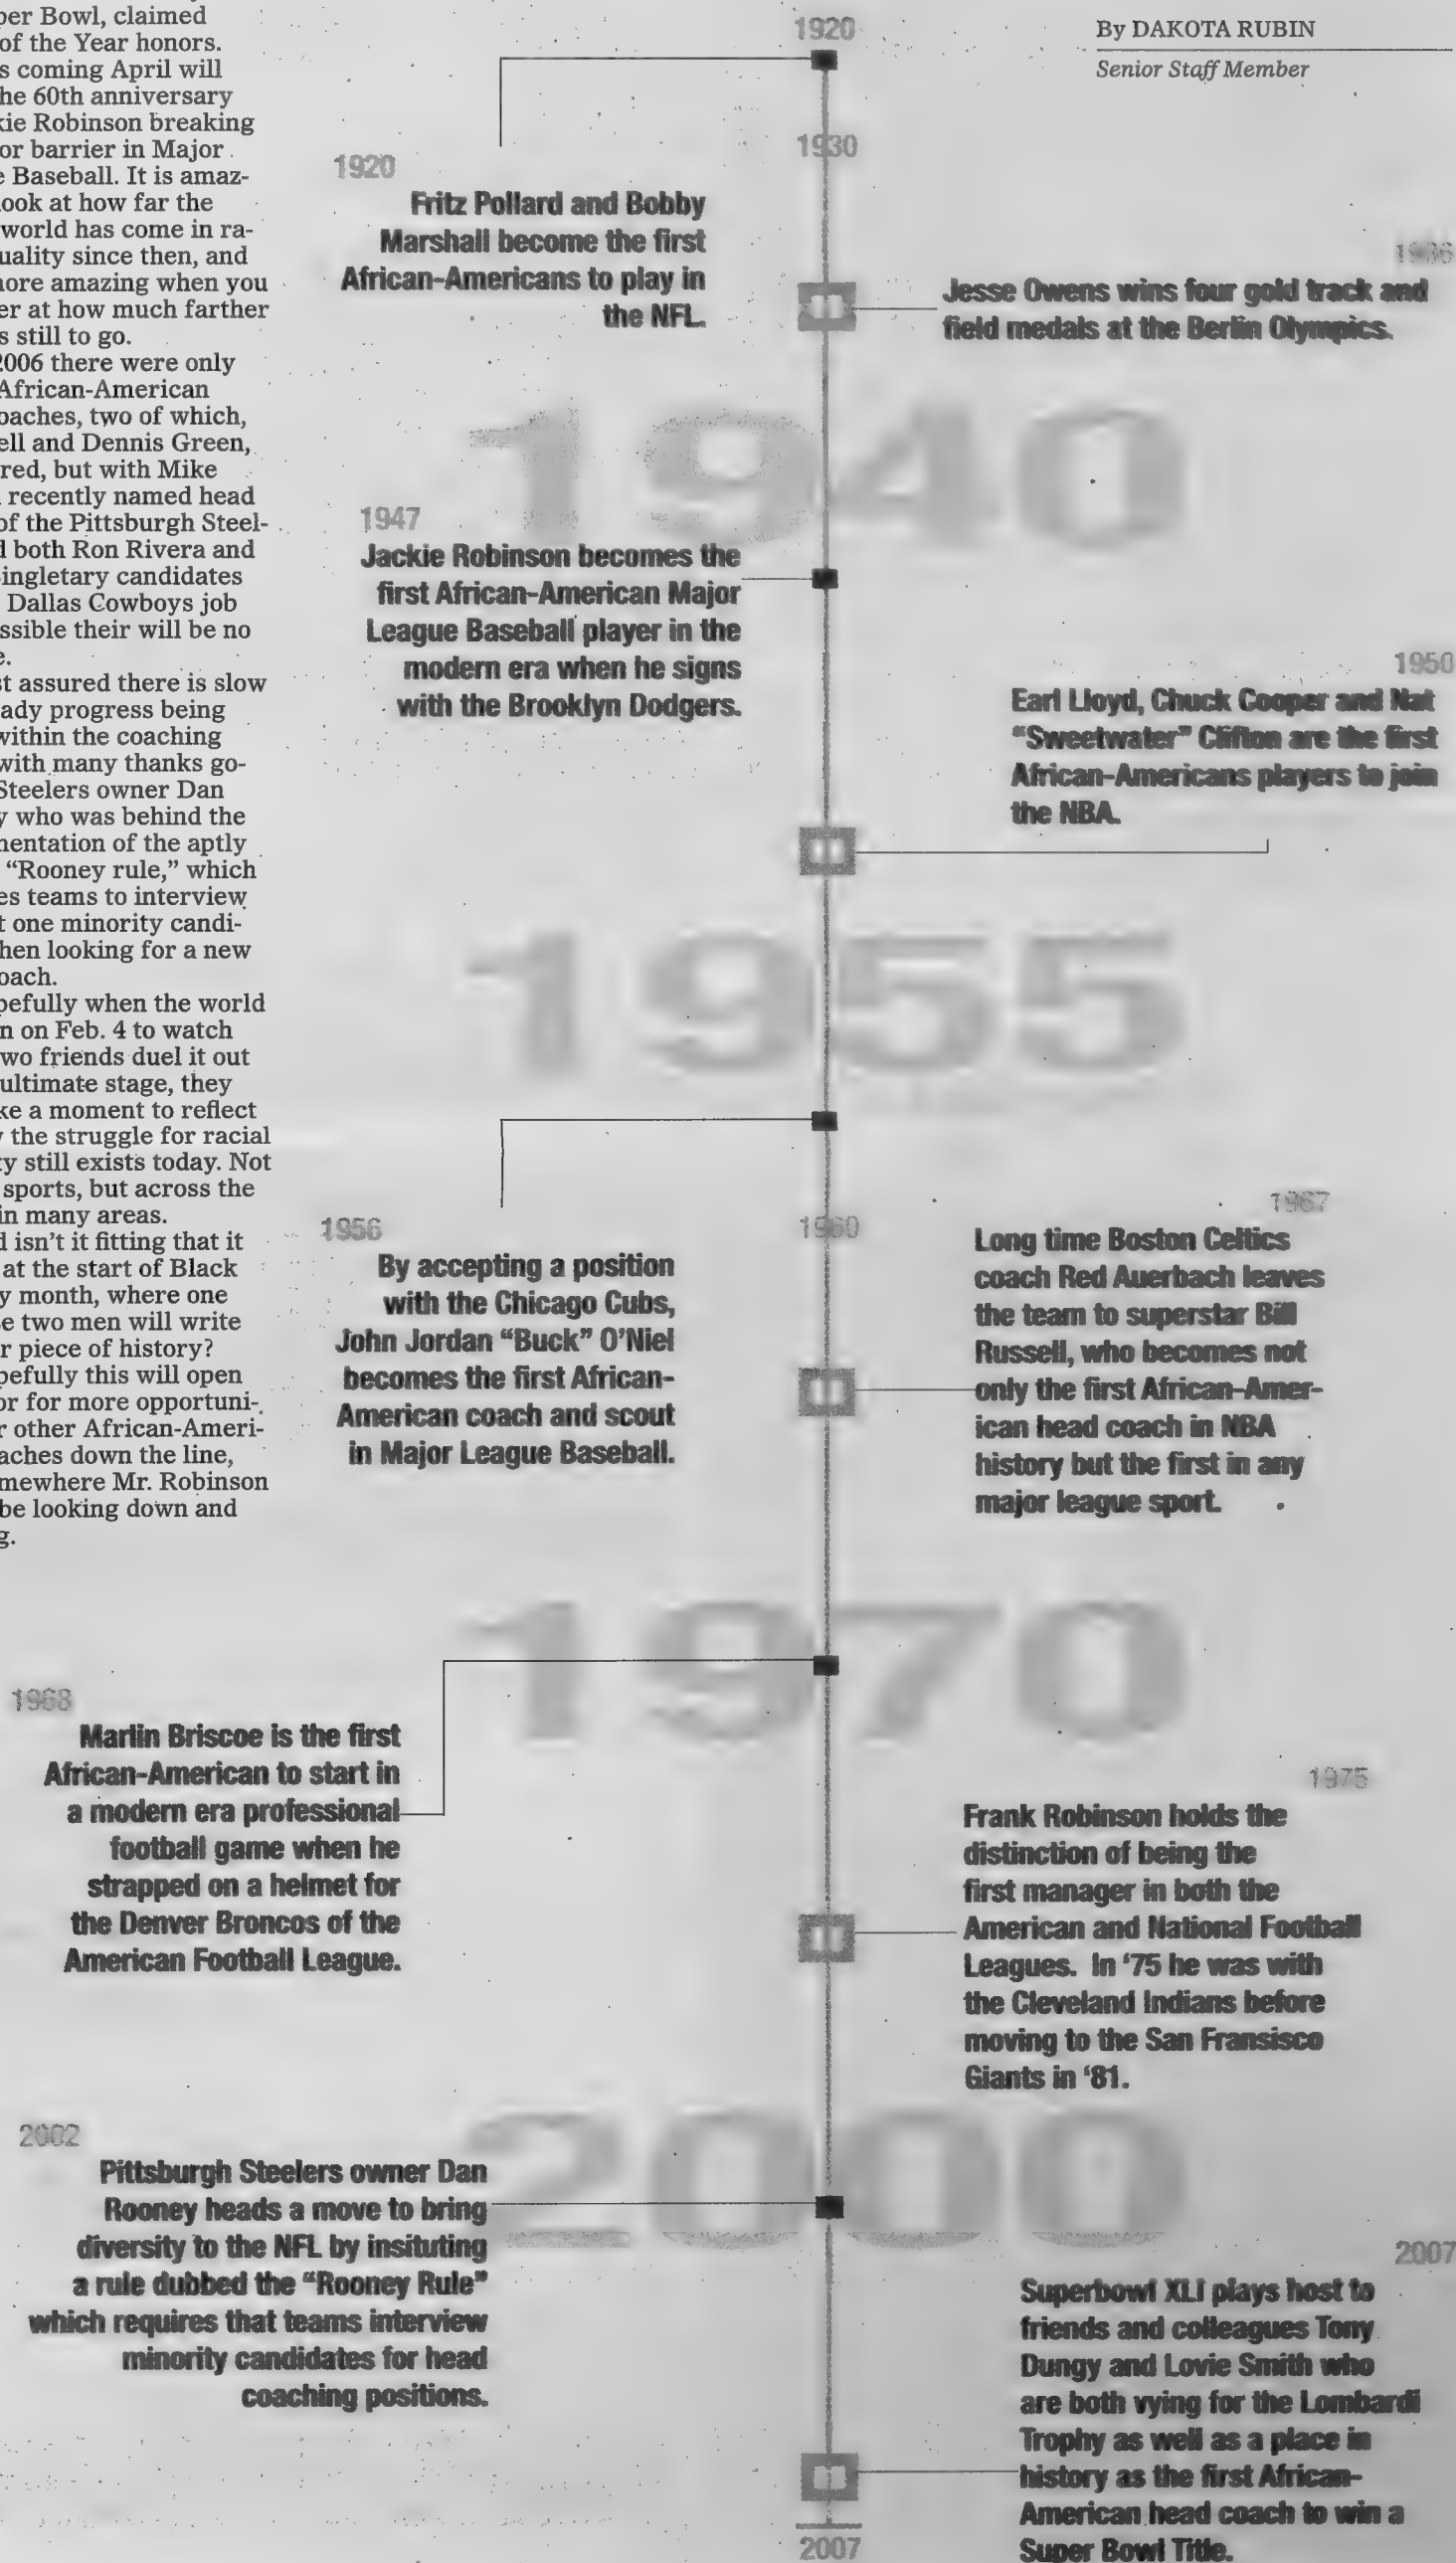 per Bowl, claimed
of the Year honors.
s coming April will
he 60th anniversary
kie Robinson breaking
or barrier in Major
e Baseball. It is amaz-
look at how far the
world has come in ra-
uality since then, and
more amazing when you
er at how much farther
s still to go.
2006 there were only
African-American
oaches, two of which,
ell and Dennis Green,
red, but with Mike
recently named head
of the Pittsburgh Steel-
d both Ron Rivera and
ingletary candidates
Dallas Cowboys job
ssible their will be no
e.
st assured there is slow
ady progress being
within the coaching
with many thanks go-
Steelers owner Dan
y who was behind the
mentation of the aptly
"Rooney rule," which
es teams to interview
t one minority candi-
hen looking for a new
oach.
pefully when the world
n on Feb. 4 to watch
wo friends duel it out
ultimate stage, they
ke a moment to reflect
y the struggle for racial
ty still exists today. Not
sports, but across the
in many areas.
d isn't it fitting that it
at the start of Black
y month, where one
se two men will write
r piece of history?
pefully this will open
or for more opportuni-
r other African-Ameri-
aches down the line,
mewhere Mr. Robinson
be looking down and
g.
By DAKOTA RUBIN
Senior Staff Member
1920
1930
1920
Fritz Pollard and Bobby
Marshall become the first
African-Americans to play in
the NFL.
1936
Jesse Owens wins four gold track and
field medals at the Berlin Olympics.
1940
1947
Jackie Robinson becomes the
first African-American Major
League Baseball player in the
modern era when he signs
with the Brooklyn Dodgers.
1950
Earl Lloyd, Chuck Cooper and Nat
"Sweetwater" Clifton are the first
African-Americans players to join
the NBA.
1955
1956
By accepting a position
with the Chicago Cubs,
John Jordan "Buck" O'Niel
becomes the first African-
American coach and scout
in Major League Baseball.
1960
1967
Long time Boston Celtics
coach Red Auerbach leaves
the team to superstar Bill
Russell, who becomes not
only the first African-Amer-
ican head coach in NBA
history but the first in any
major league sport.
1970
1968
Marlin Briscoe is the first
African-American to start in
a modern era professional
football game when he
strapped on a helmet for
the Denver Broncos of the
American Football League.
1975
Frank Robinson holds the
distinction of being the
first manager in both the
American and National Football
Leagues. In '75 he was with
the Cleveland Indians before
moving to the San Fransisco
Giants in '81.
2000
2002
Pittsburgh Steelers owner Dan
Rooney heads a move to bring
diversity to the NFL by insituting
a rule dubbed the "Rooney Rule"
which requires that teams interview
minority candidates for head
coaching positions.
2007
Superbowl XLI plays host to
friends and colleagues Tony
Dungy and Lovie Smith who
are both vying for the Lombardi
Trophy as well as a place in
history as the first African-
American head coach to win a
Super Bowl Title.
2007